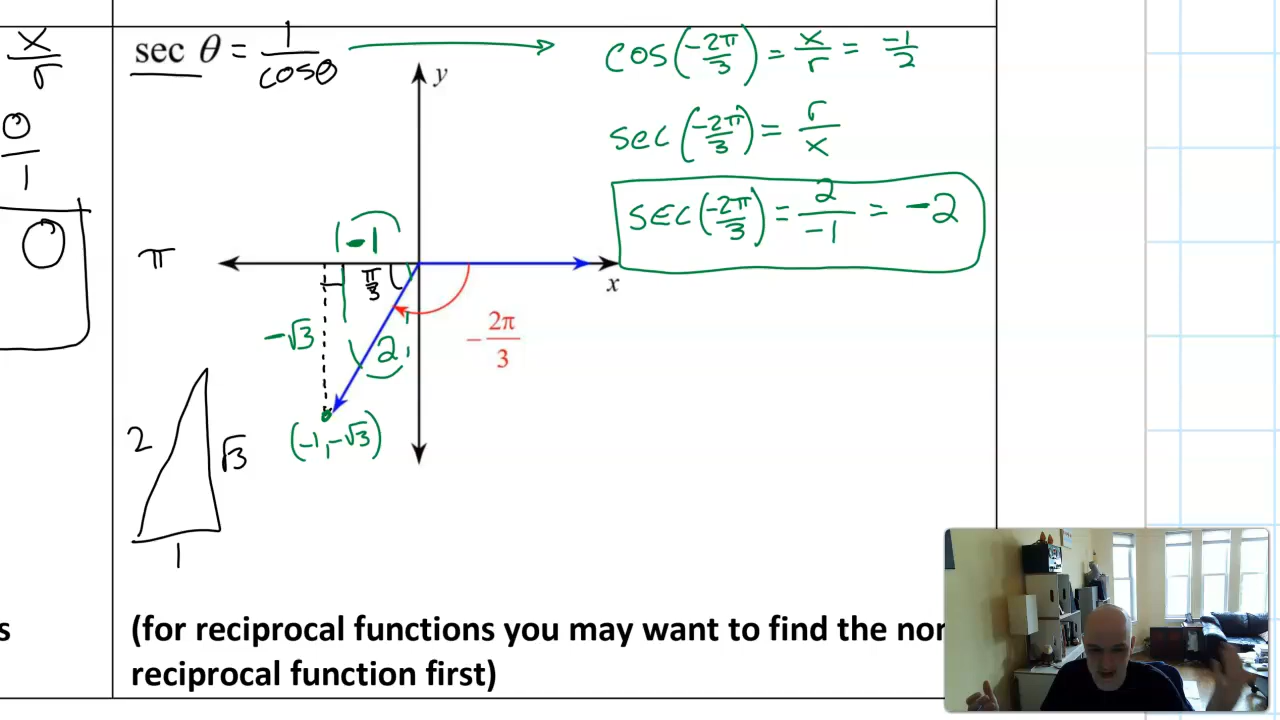 x/r
0/1
0
sec θ = 1/cosθ
cos(-2π/3) = x/r = -1/2
sec(-2π/3) = r/x
sec(-2π/3) = 2/-1 = -2
y
-1
π
π/3
x
-√3
2
- 2π/3
(-1,-√3)
2
√3
1
s
(for reciprocal functions you may want to find the non
reciprocal function first)